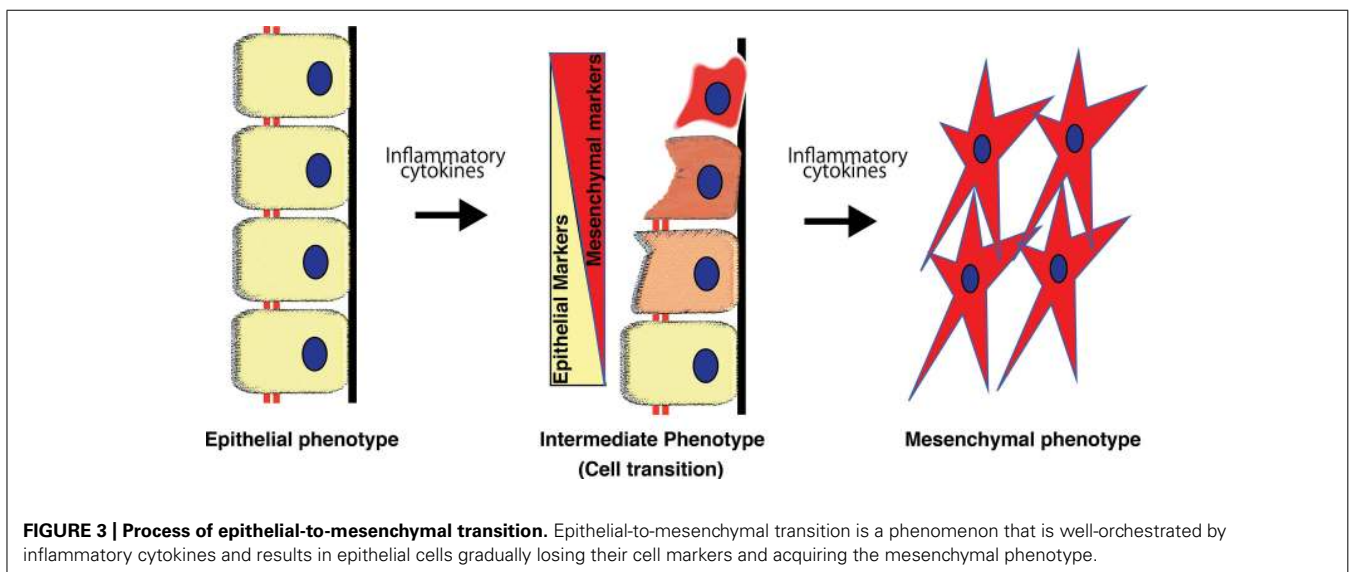 Inflammatory
cytokines
Epithelial Markers
Mesenchymal markers
Inflammatory
cytokines
Epithelial phenotype
Intermediate Phenotype
(Cell transition)
Mesenchymal phenotype
FIGURE 3 | Process of epithelial-to-mesenchymal transition. Epithelial-to-mesenchymal transition is a phenomenon that is well-orchestrated by
inflammatory cytokines and results in epithelial cells gradually losing their cell markers and acquiring the mesenchymal phenotype.